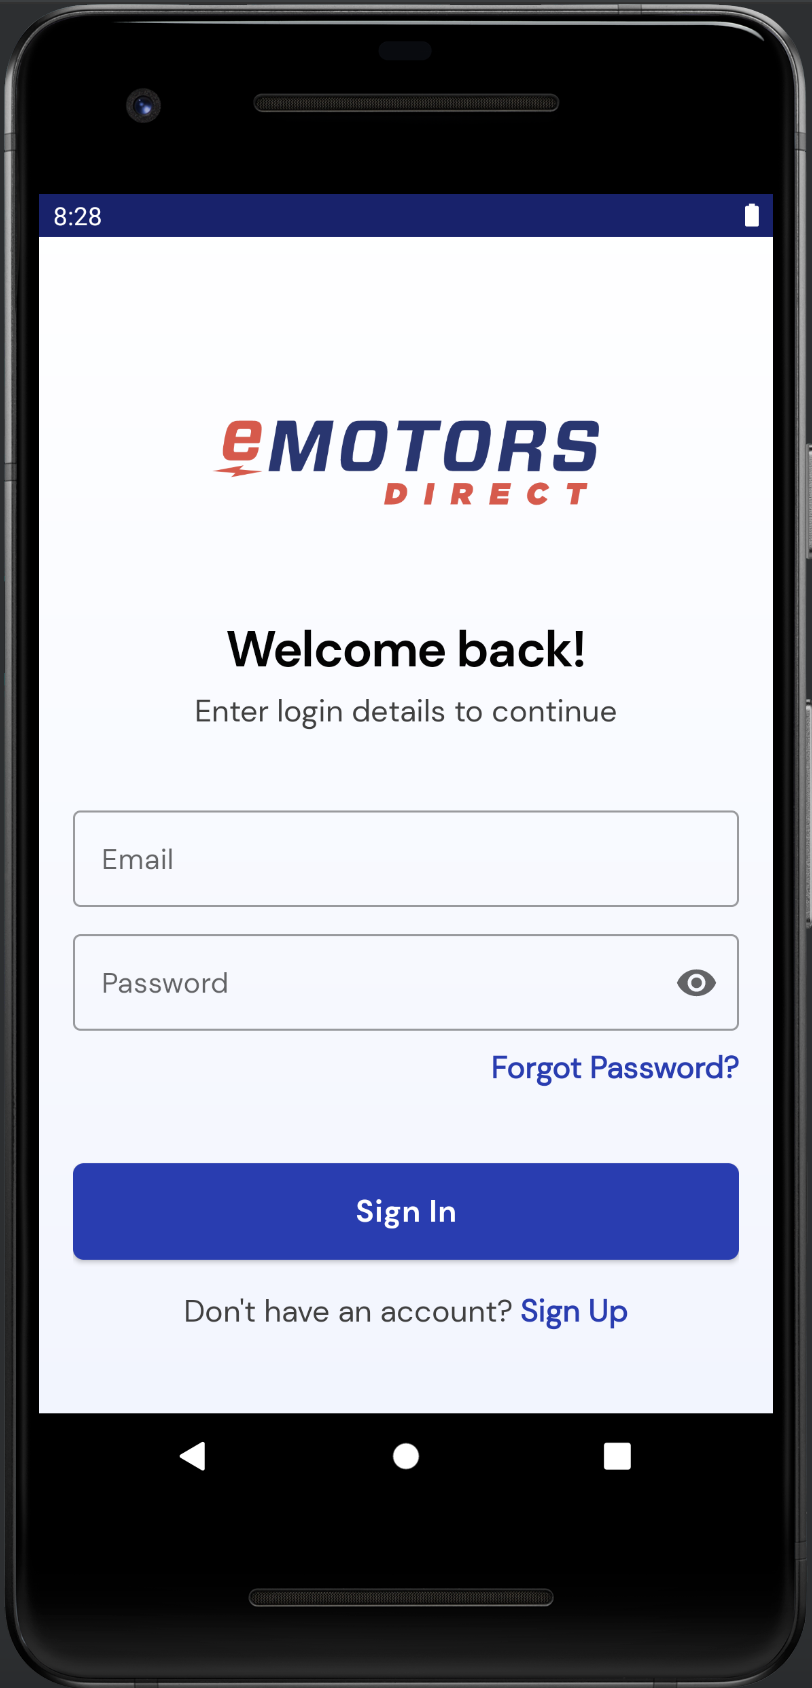 8:28
eMOTORS
DIRECT
Welcome back!
Enter login details to continue
Email
Password
Forgot Password?
Sign In
Don't have an account? Sign Up